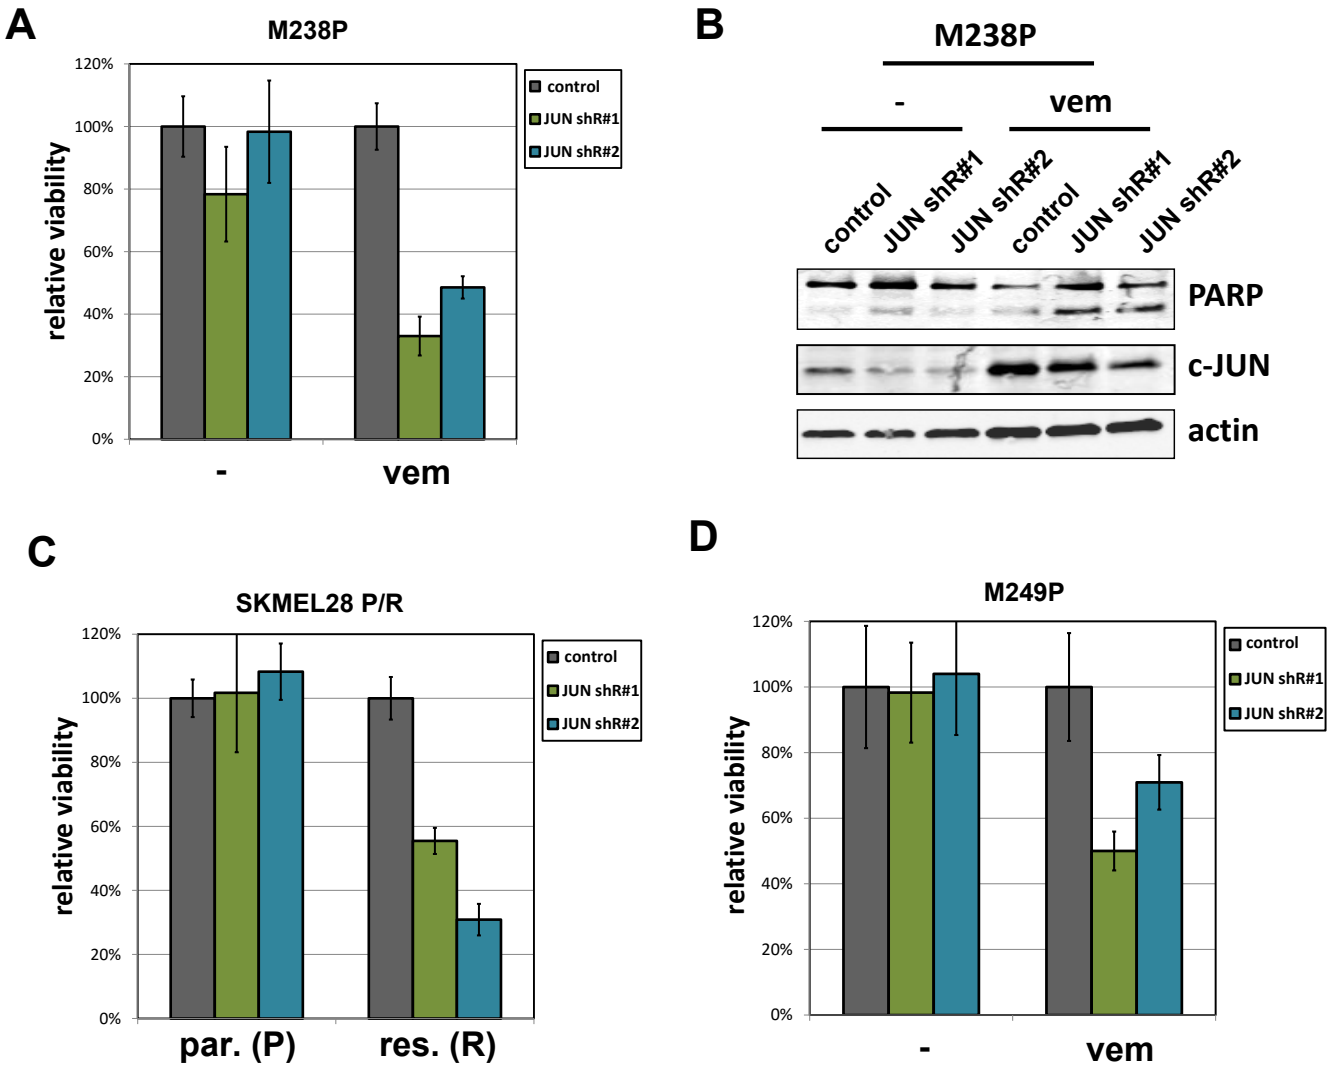 A
M238P
120%
100%
80%
60%
40%
20%
0%
relative viability
-
vem
control
JUN shR#1
JUN shR#2
B
M238P
-
vem
control
JUN shR#1
JUN shR#2
control
JUN shR#1
JUN shR#2
PARP
c-JUN
actin
C
SKMEL28 P/R
120%
100%
80%
60%
40%
20%
0%
relative viability
par. (P)
res. (R)
control
JUN shR#1
JUN shR#2
D
M249P
120%
100%
80%
60%
40%
20%
0%
relative viability
-
vem
control
JUN shR#1
JUN shR#2